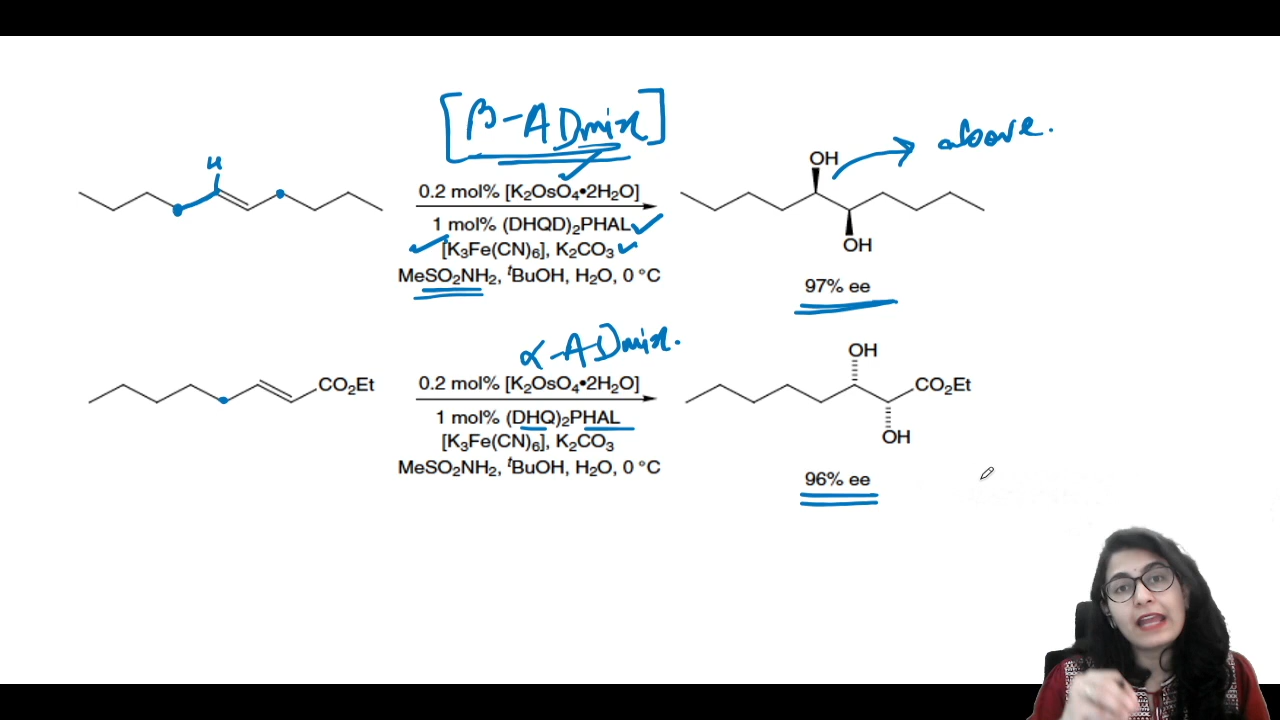 [β-ADmix]
above.
H
OH
0.2 mol% [K₂OsO₄•2H₂O]
1 mol% (DHQD)₂PHAL
[K₃Fe(CN)₆], K₂CO₃
MeSO₂NH₂, ᵗBuOH, H₂O, 0 °C
OH
97% ee
α-ADmix.
OH
CO₂Et
0.2 mol% [K₂OsO₄•2H₂O]
CO₂Et
1 mol% (DHQ)₂PHAL
[K₃Fe(CN)₆], K₂CO₃
OH
MeSO₂NH₂, ᵗBuOH, H₂O, 0 °C
96% ee